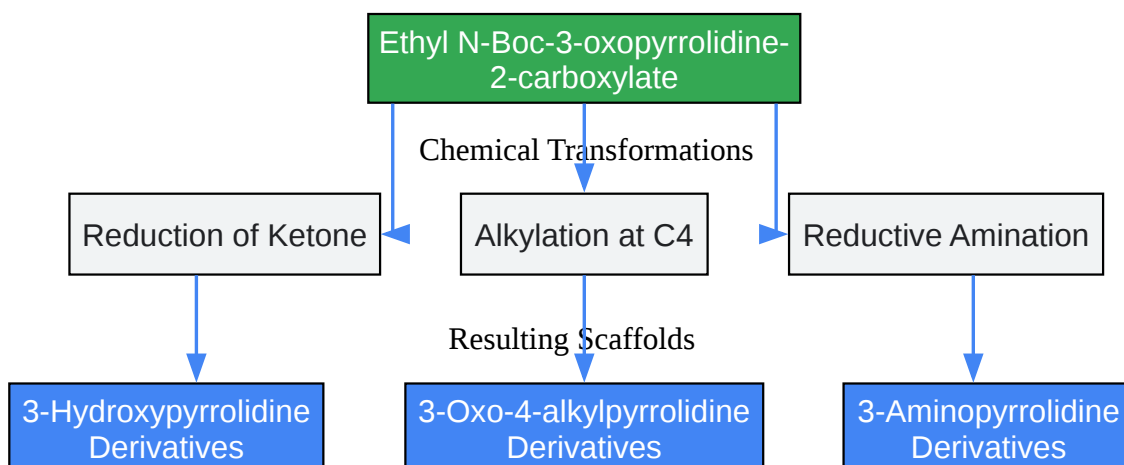 Ethyl N-Boc-3-oxopyrrolidine-
2-carboxylate
Chemical Transformations
Reduction of Ketone
Alkylation at C4
Reductive Amination
Resulting Scaffolds
3-Hydroxypyrrolidine
Derivatives
3-Oxo-4-alkylpyrrolidine
Derivatives
3-Aminopyrrolidine
Derivatives